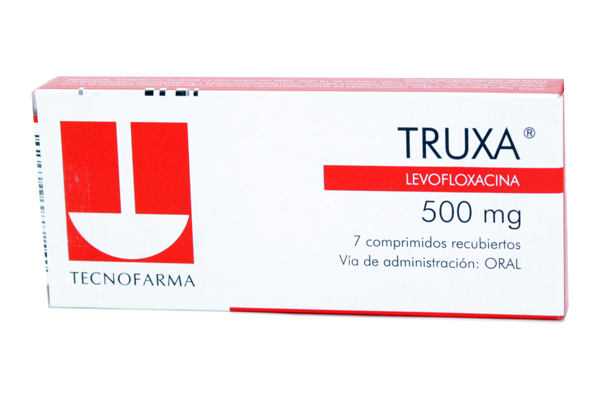 TRUXA®
LEVOFLOXACINA
500 mg
7 comprimidos recubiertos
Vía de administración: ORAL
TECNOFARMA